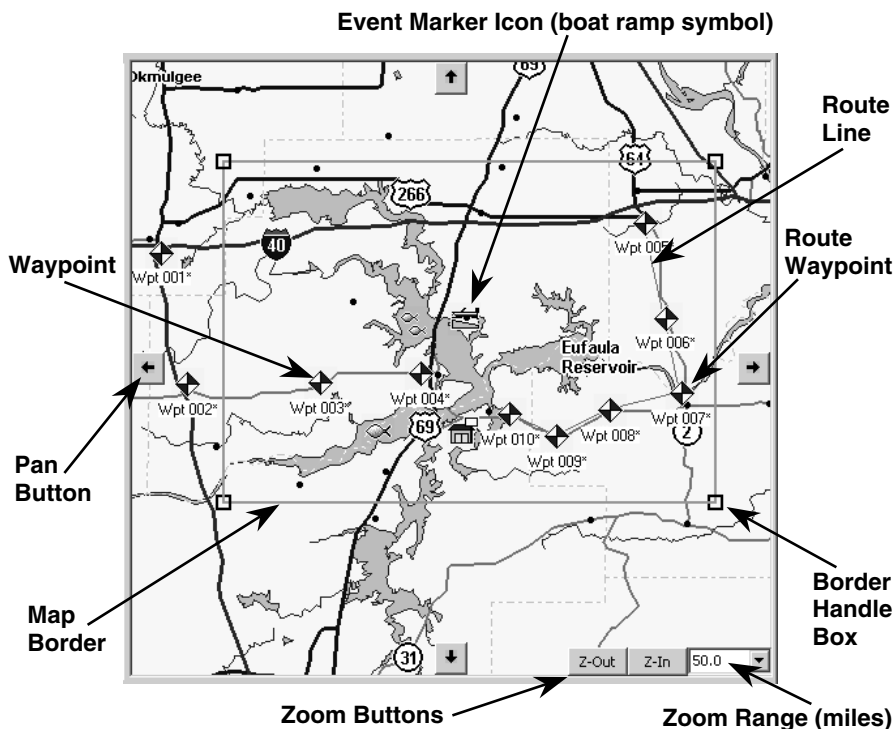 Event Marker Icon (boat ramp symbol)
Okmulgee
69
Route
Line
64
266
Wpt 005*
40
Route
Waypoint
Waypoint
Wpt 001*
Wpt 006*
Eufaula
Reservoir
Wpt 002*
Wpt 003*
Wpt 004*
Wpt 007*
69
Wpt 010*
Wpt 008*
2
Wpt 009*
Pan
Button
Map
Border
Border
Handle
Box
31
Z-Out
Z-In
50.0
Zoom Buttons
Zoom Range (miles)